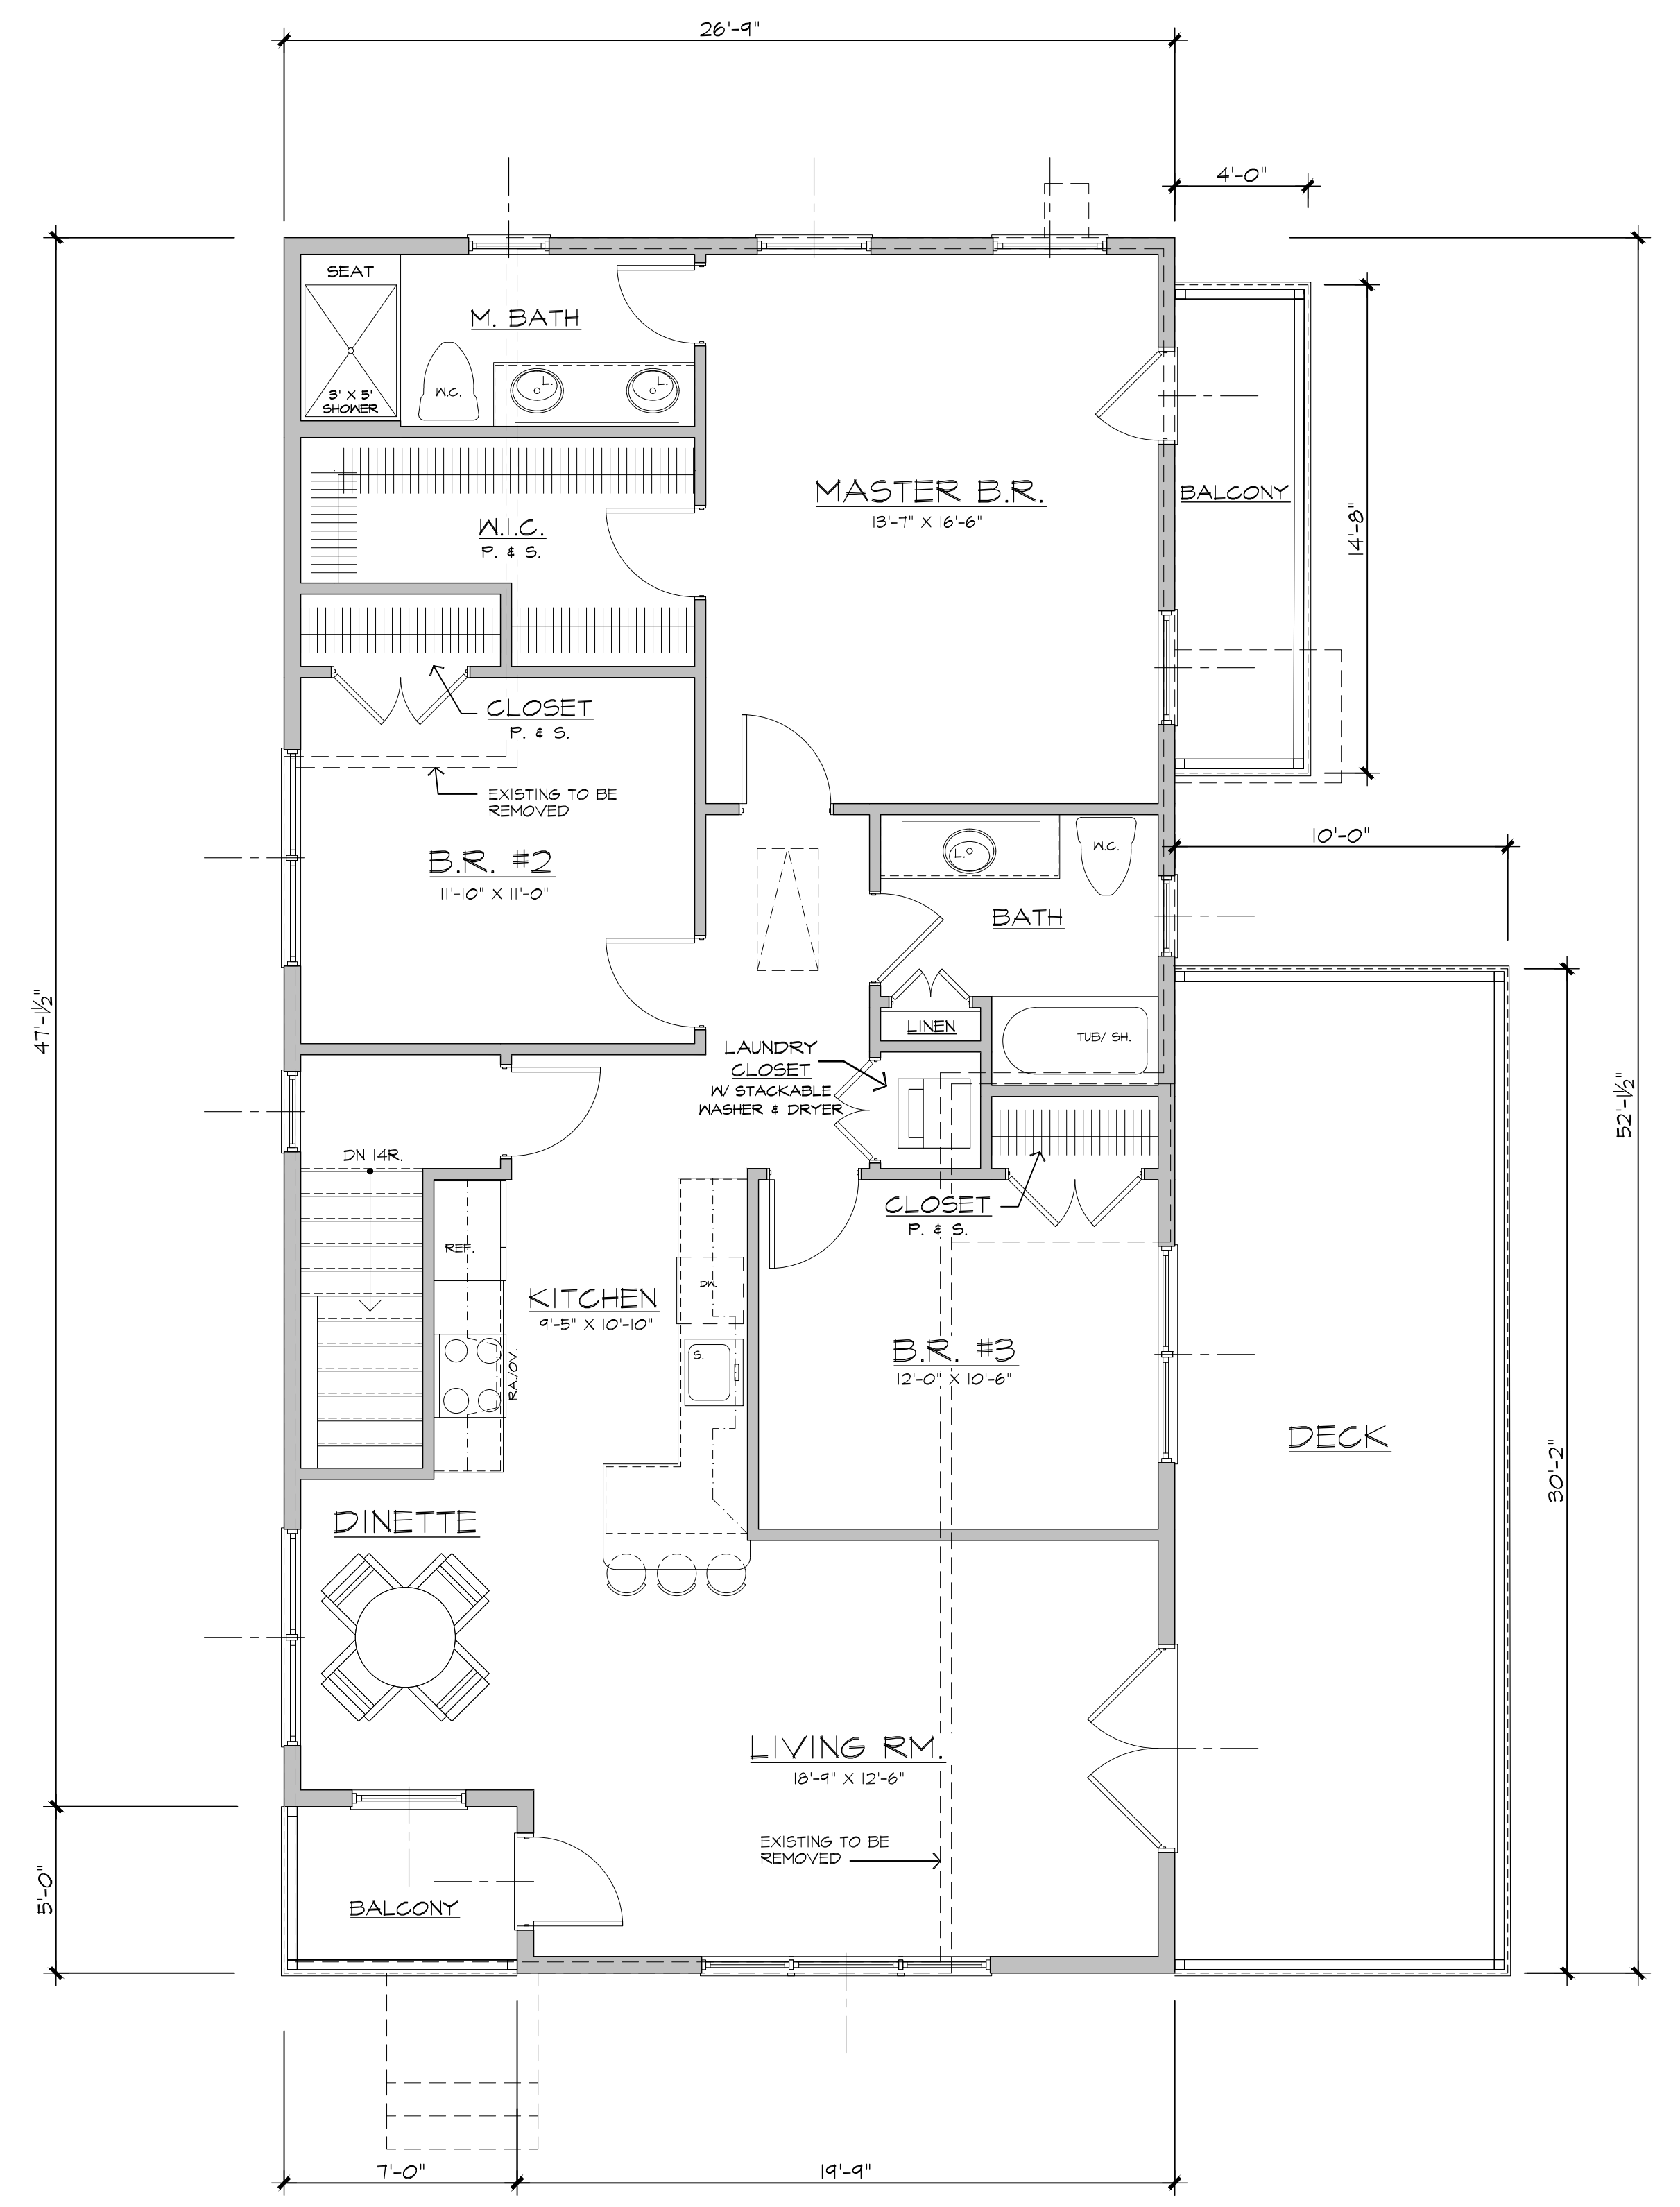 26'-9"
4'-0"
SEAT
M. BATH
L.
L.
W.C.
3' X 5'
SHOWER
MASTER B.R.
13'-7" X 16'-6"
BALCONY
14'-8"
W.I.C.
P. & S.
CLOSET
P. & S.
EXISTING TO BE
REMOVED
B.R. #2
11'-10" X 11'-0"
10'-0"
L.
W.C.
BATH
LINEN
TUB/ SH.
47'-1½"
52'-1½"
LAUNDRY
CLOSET
W/ STACKABLE
WASHER & DRYER
DN 14R.
CLOSET
P. & S.
REF.
DW.
KITCHEN
9'-5" X 10'-10"
S.
RA./OV.
B.R. #3
12'-0" X 10'-6"
DECK
30'-2"
DINETTE
LIVING RM.
18'-9" X 12'-6"
EXISTING TO BE
REMOVED
5'-0"
BALCONY
7'-0"
19'-9"